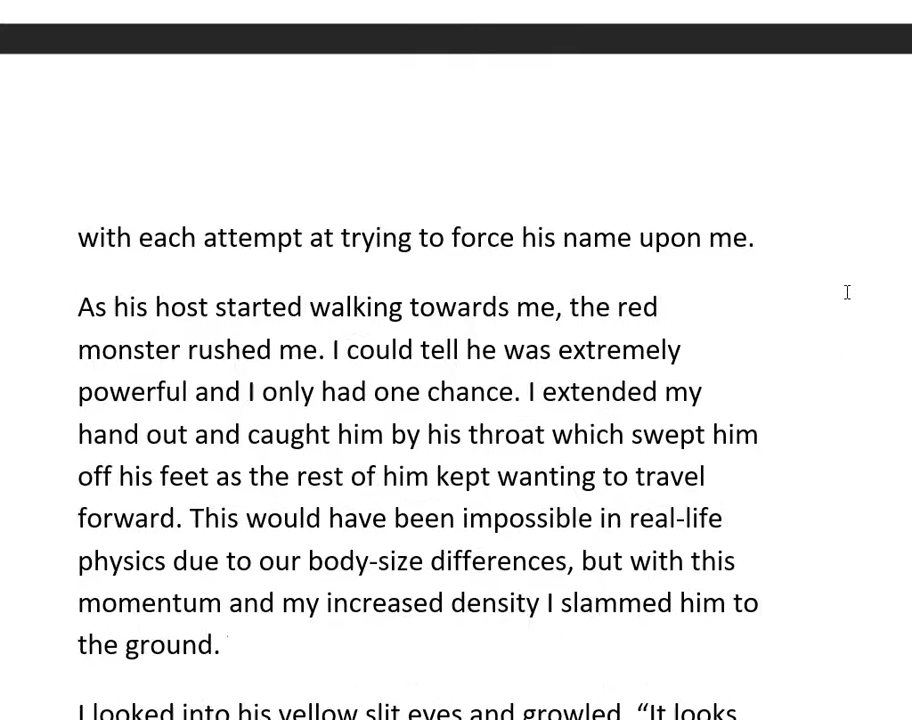 with each attempt at trying to force his name upon me.
As his host started walking towards me, the red
monster rushed me. I could tell he was extremely
powerful and I only had one chance. I extended my
hand out and caught him by his throat which swept him
off his feet as the rest of him kept wanting to travel
forward. This would have been impossible in real-life
physics due to our body-size differences, but with this
momentum and my increased density I slammed him to
the ground.
I looked into his yellow slit eyes and growled, “It looks